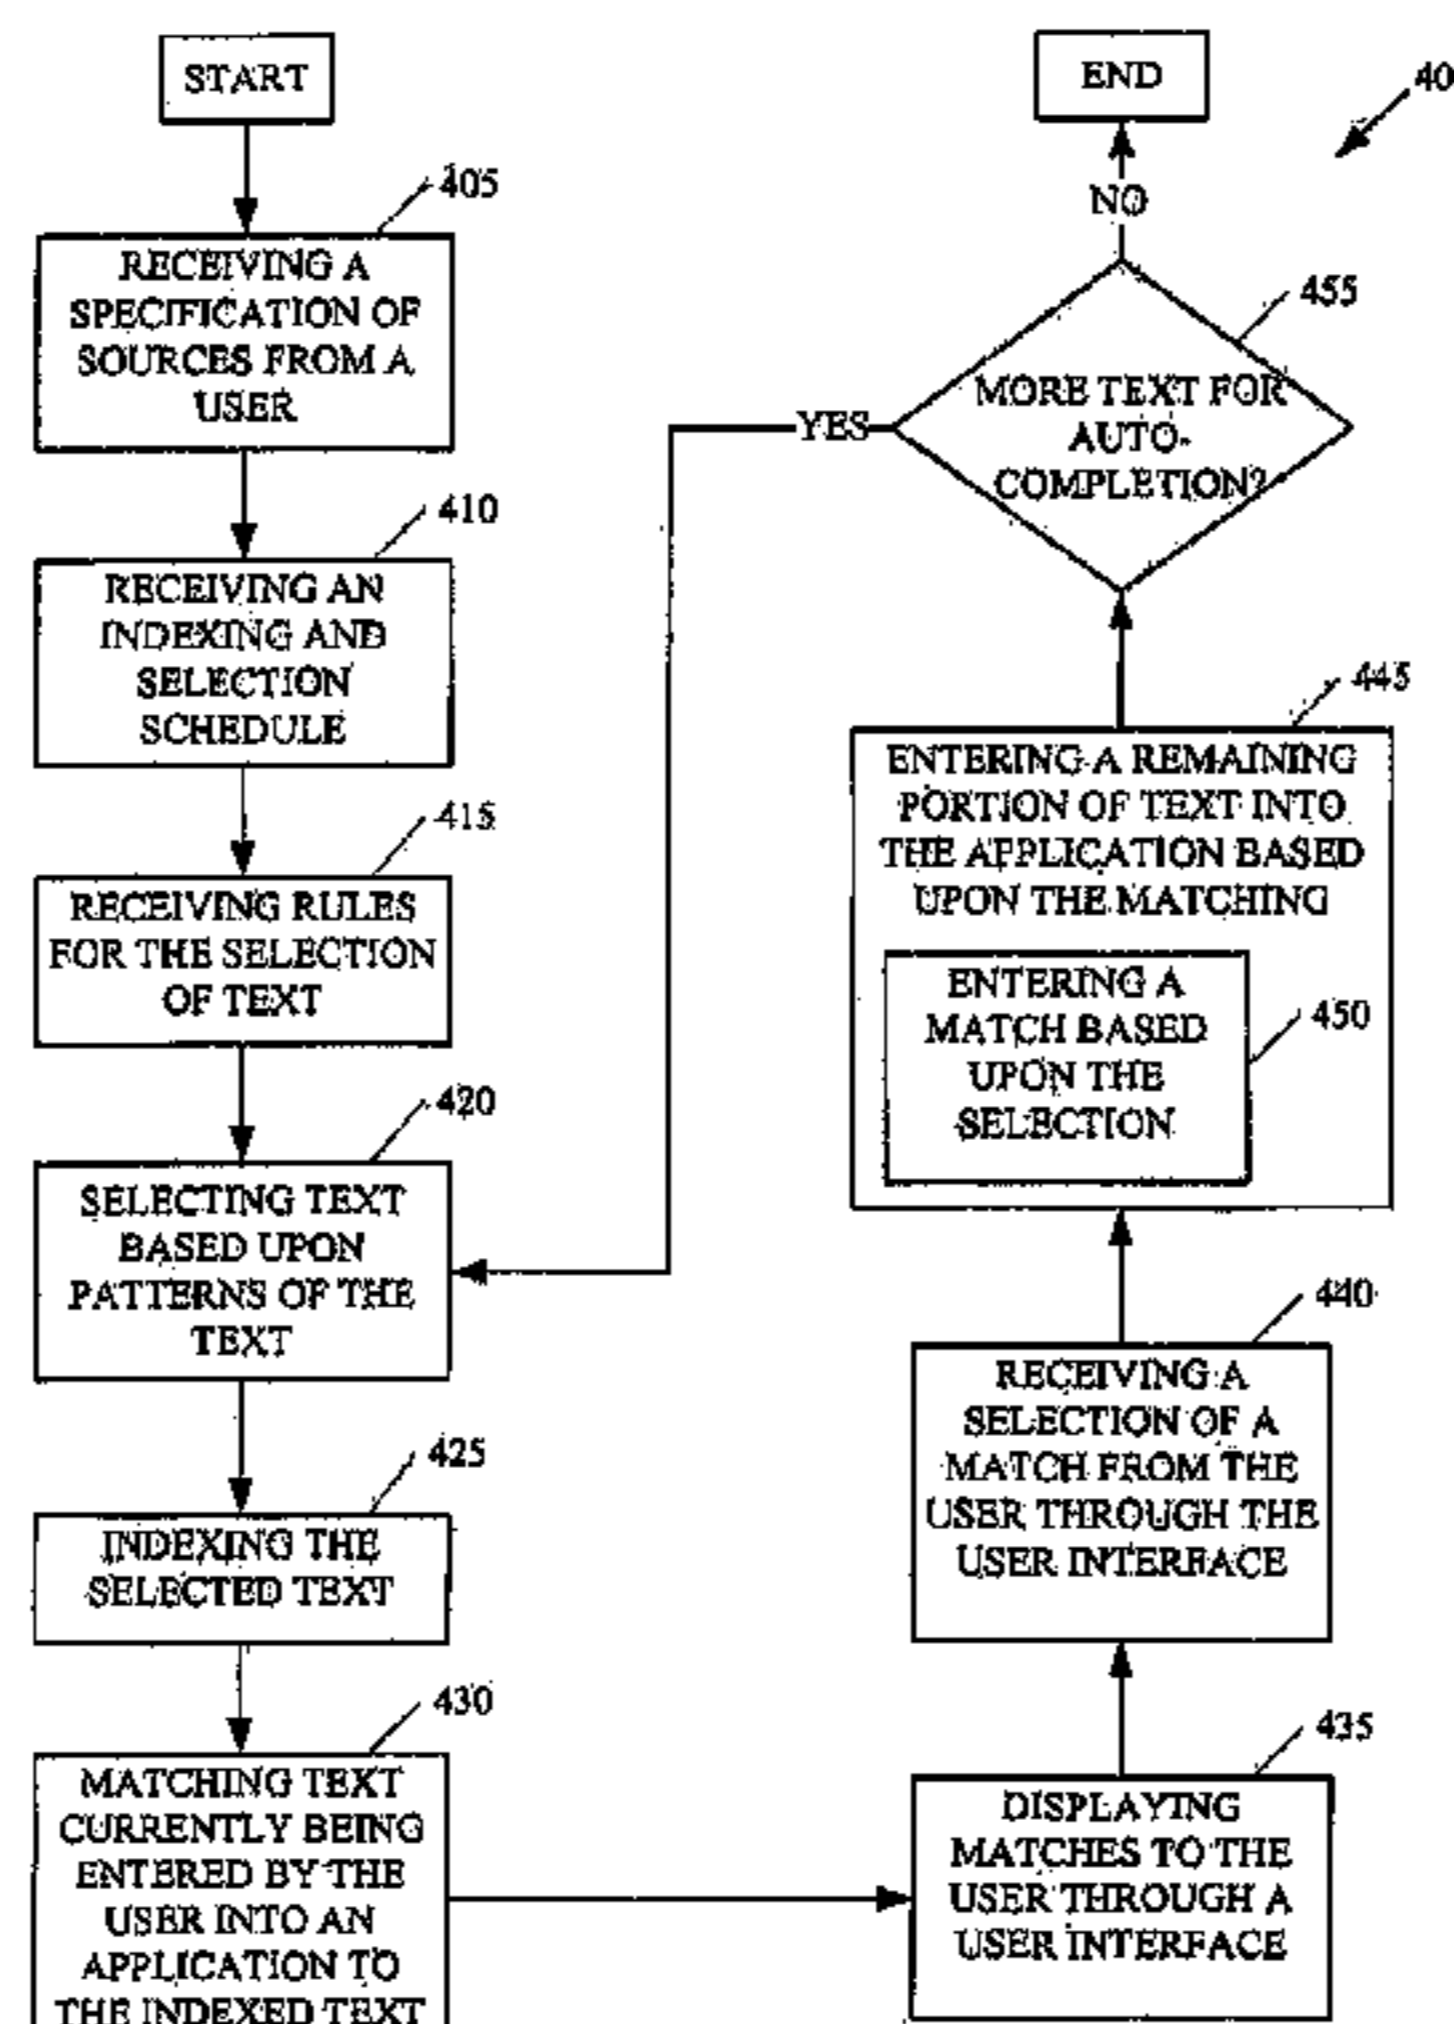 START
405
RECEIVING A
SPECIFICATION OF
SOURCES FROM A
USER
410
RECEIVING AN
INDEXING AND
SELECTION
SCHEDULE
415
RECEIVING RULES
FOR THE SELECTION
OF TEXT
420
SELECTING TEXT
BASED UPON
PATTERNS OF THE
TEXT
425
INDEXING THE
SELECTED TEXT
430
MATCHING TEXT
CURRENTLY BEING
ENTERED BY THE
USER INTO AN
APPLICATION TO
THE INDEXED TEXT
435
DISPLAYING
MATCHES TO THE
USER THROUGH A
USER INTERFACE
440
RECEIVING A
SELECTION OF A
MATCH FROM THE
USER THROUGH THE
USER INTERFACE
445
ENTERING A REMAINING
PORTION OF TEXT INTO
THE APPLICATION BASED
UPON THE MATCHING
450
ENTERING A
MATCH BASED
UPON THE
SELECTION
455
MORE TEXT FOR
AUTO-
COMPLETION?
YES
NO
END
40